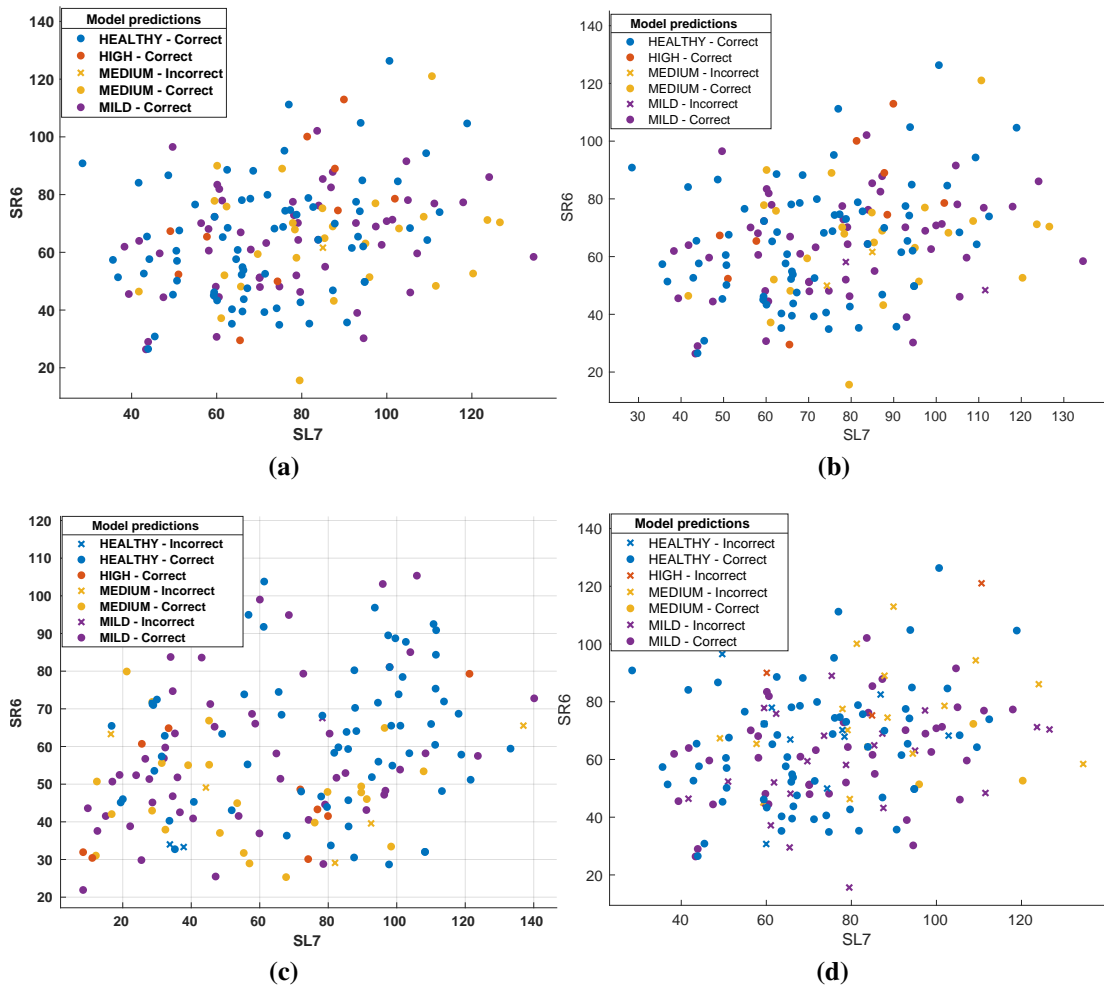 Model predictions
HEALTHY - Correct
HIGH - Correct
MEDIUM - Incorrect
MEDIUM - Correct
MILD - Correct
140
120
100
80
60
40
20
SR6
40 60 80 100 120
SL7
(a)
Model predictions
HEALTHY - Correct
HIGH - Correct
MEDIUM - Incorrect
MEDIUM - Correct
MILD - Incorrect
MILD - Correct
140
120
100
80
60
40
20
SR6
30 40 50 60 70 80 90 100 110 120 130
SL7
(b)
Model predictions
HEALTHY - Incorrect
HEALTHY - Correct
HIGH - Correct
MEDIUM - Incorrect
MEDIUM - Correct
MILD - Incorrect
MILD - Correct
120
110
100
90
80
70
60
50
40
30
20
SR6
20 40 60 80 100 120 140
SL7
(c)
Model predictions
HEALTHY - Incorrect
HEALTHY - Correct
HIGH - Incorrect
MEDIUM - Incorrect
MEDIUM - Correct
MILD - Incorrect
MILD - Correct
140
120
100
80
60
40
20
SR6
40 60 80 100 120
SL7
(d)